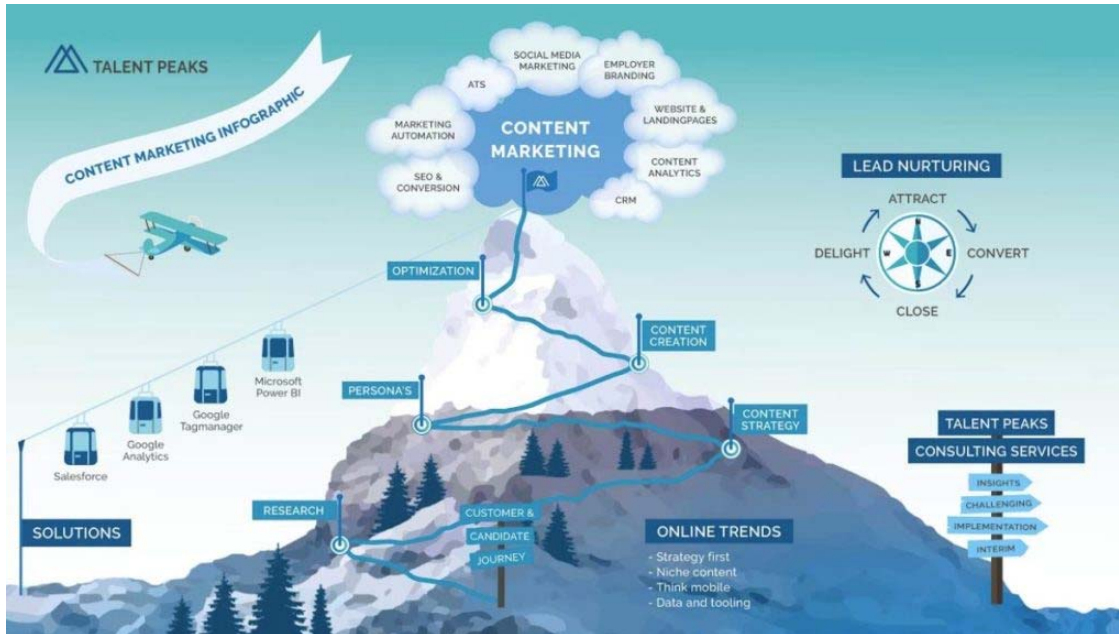 TALENT PEAKS
CONTENT MARKETING INFOGRAPHIC
SOCIAL MEDIA
MARKETING
EMPLOYER
BRANDING
ATS
WEBSITE &
LANDINGPAGES
MARKETING
AUTOMATION
CONTENT
MARKETING
CONTENT
ANALYTICS
SEO &
CONVERSION
CRM
LEAD NURTURING
ATTRACT
DELIGHT
W
E
CONVERT
CLOSE
OPTIMIZATION
CONTENT
CREATION
PERSONA'S
CONTENT
STRATEGY
Microsoft
Power BI
Google
Tagmanager
Google
Analytics
Salesforce
SOLUTIONS
RESEARCH
CUSTOMER &
CANDIDATE
JOURNEY
ONLINE TRENDS
- Strategy first
- Niche content
- Think mobile
- Data and tooling
TALENT PEAKS
CONSULTING SERVICES
INSIGHTS
CHALLENGING
IMPLEMENTATION
INTERIM